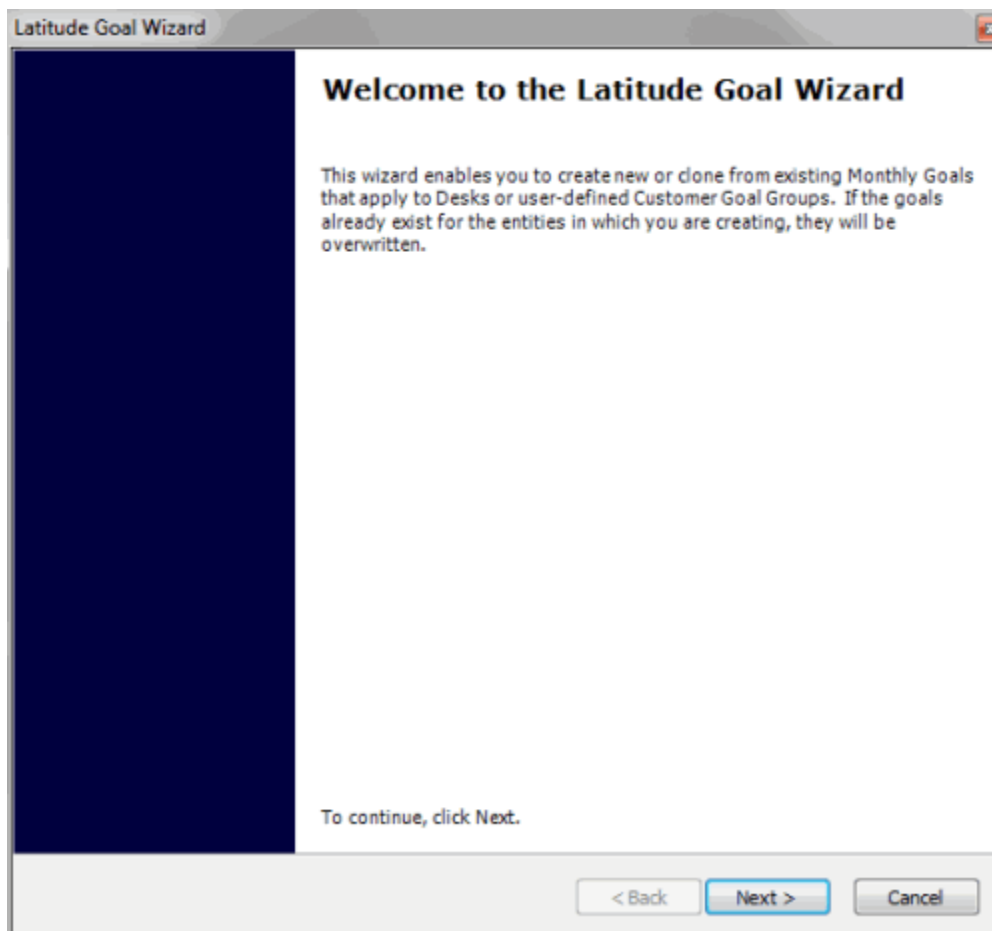 Latitude Goal Wizard
Welcome to the Latitude Goal Wizard
This wizard enables you to create new or clone from existing Monthly Goals
that apply to Desks or user-defined Customer Goal Groups. If the goals
already exist for the entities in which you are creating, they will be
overwritten.
To continue, click Next.
< Back Next > Cancel